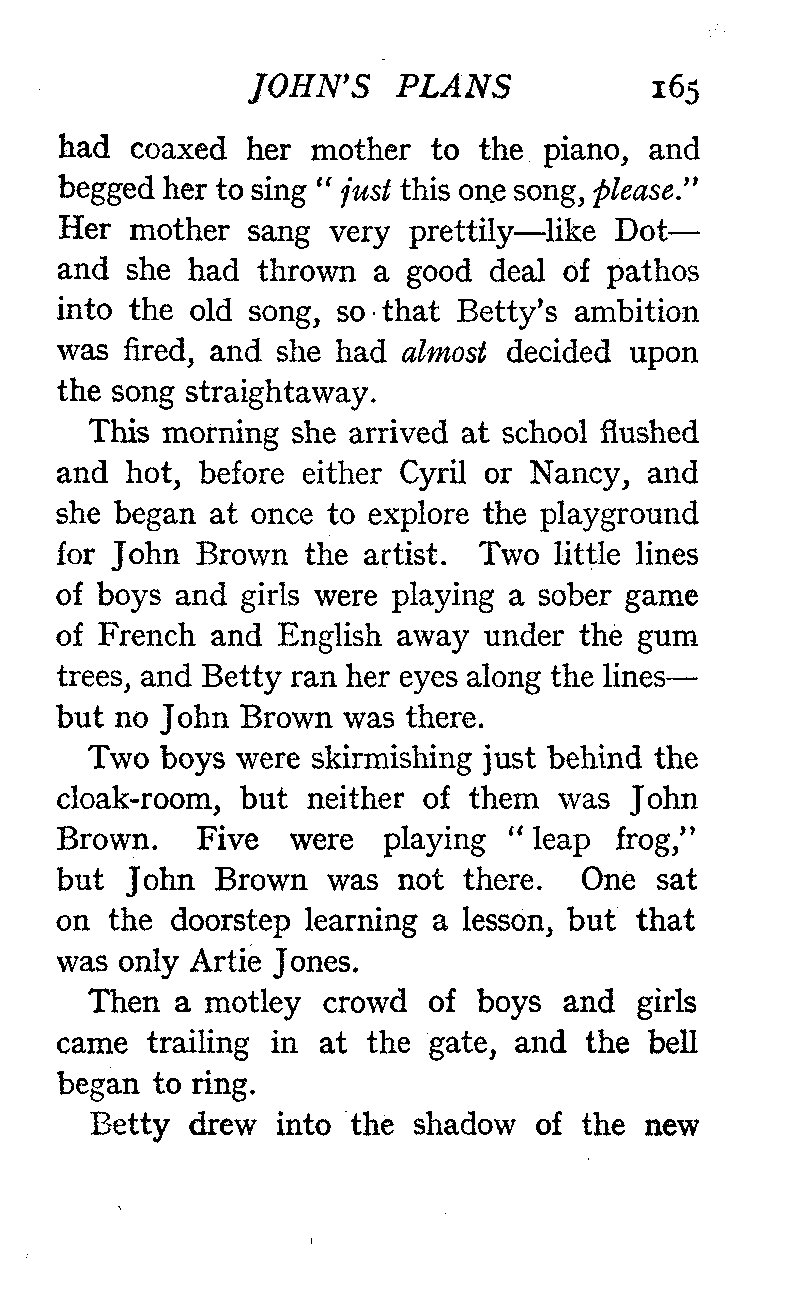 JOHN'S PLANS 165
had coaxed her mother to the piano, and
begged her to sing " just this one song, please."
Her mother sang very prettily—like Dot—
and she had thrown a good deal of pathos
into the old song, so that Betty's ambition
was fired, and she had almost decided upon
the song straightaway.
This morning she arrived at school flushed
and hot, before either Cyril or Nancy, and
she began at once to explore the playground
for John Brown the artist. Two little lines
of boys and girls were playing a sober game
of French and English away under the gum
trees, and Betty ran her eyes along the lines—
but no John Brown was there.
Two boys were skirmishing just behind the
cloak-room, but neither of them was John
Brown. Five were playing " leap frog,"
but John Brown was not there. One sat
on the doorstep learning a lesson, but that
was only Artie Jones.
Then a motley crowd of boys and girls
came trailing in at the gate, and the bell
began to ring.
Betty drew into the shadow of the new